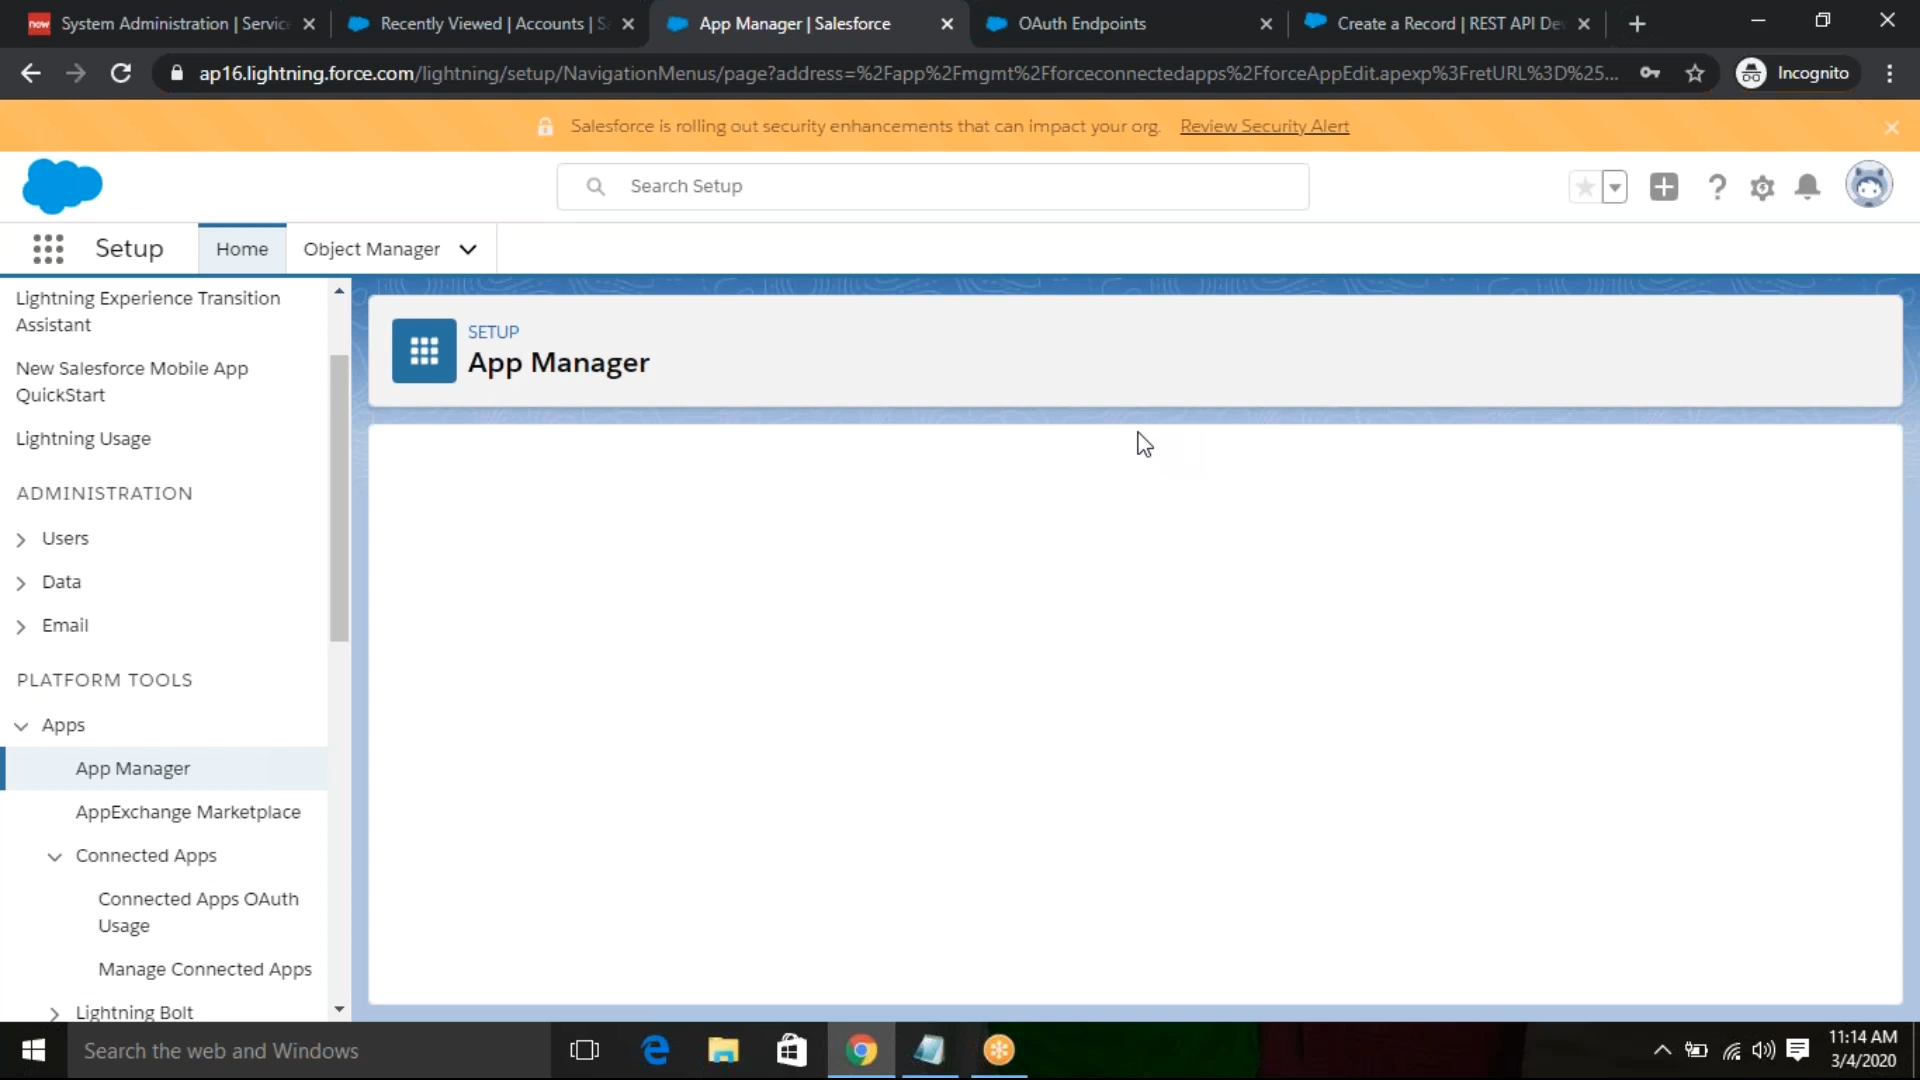 now System Administration | Service
Recently Viewed | Accounts | Sa
App Manager | Salesforce
OAuth Endpoints
Create a Record | REST API De
ap16.lightning.force.com/lightning/setup/NavigationMenus/page?address=%2Fapp%2Fmgmt%2Fforceconnectedapps%2FforceAppEdit.apexp%3FretURL%3D%25...
Incognito
Salesforce is rolling out security enhancements that can impact your org. Review Security Alert
Search Setup
Setup
Home
Object Manager
Lightning Experience Transition
Assistant
New Salesforce Mobile App
QuickStart
Lightning Usage
ADMINISTRATION
Users
Data
Email
PLATFORM TOOLS
Apps
App Manager
AppExchange Marketplace
Connected Apps
Connected Apps OAuth
Usage
Manage Connected Apps
Lightning Bolt
SETUP
App Manager
Search the web and Windows
11:14 AM
3/4/2020